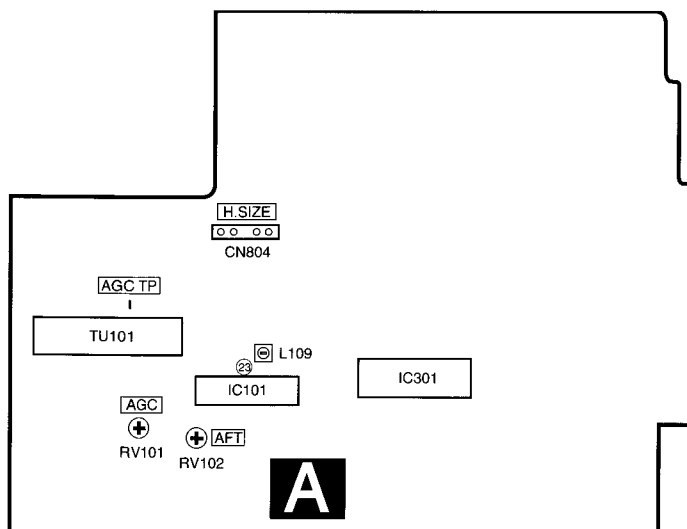 H.SIZE
CN804
AGC TP
TU101
L109
23
IC101
IC301
AGC
RV101
AFT
RV102
A